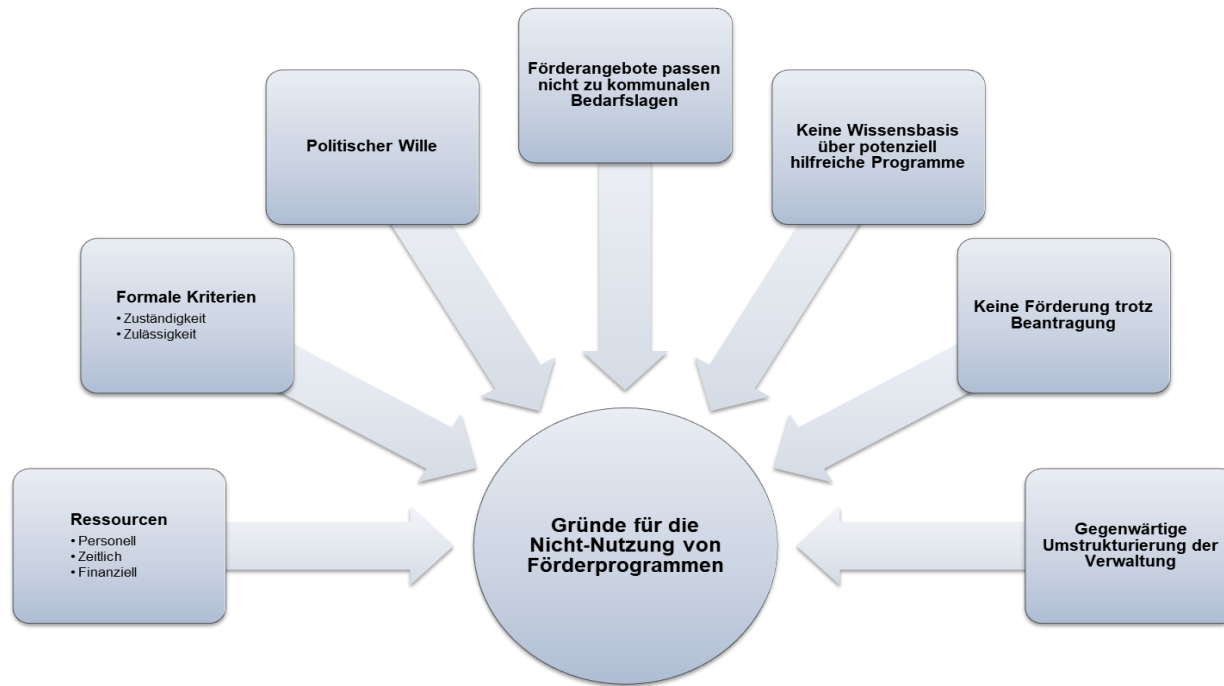 Förderangebote passen
nicht zu kommunalen
Bedarfslagen
Politischer Wille
Keine Wissensbasis
über potenziell
hilfreiche Programme
Formale Kriterien
• Zuständigkeit
• Zulässigkeit
Keine Förderung trotz
Beantragung
Ressourcen
• Personell
• Zeitlich
• Finanziell
Gründe für die
Nicht-Nutzung von
Förderprogrammen
Gegenwärtige
Umstrukturierung der
Verwaltung